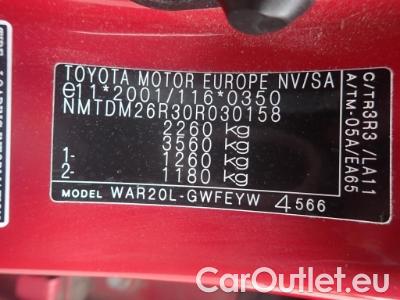 TOYOTA MOTOR EUROPE NV/SA
e11*2001/116*0350
NMTDM26R30R030158
2260 kg
3560 kg
1- 1260 kg
2- 1180 kg
MODEL WAR20L-GWFEYW 4566
C/TR3R3 /LA11
A/TM-05A/EA65
CarOutlet.eu